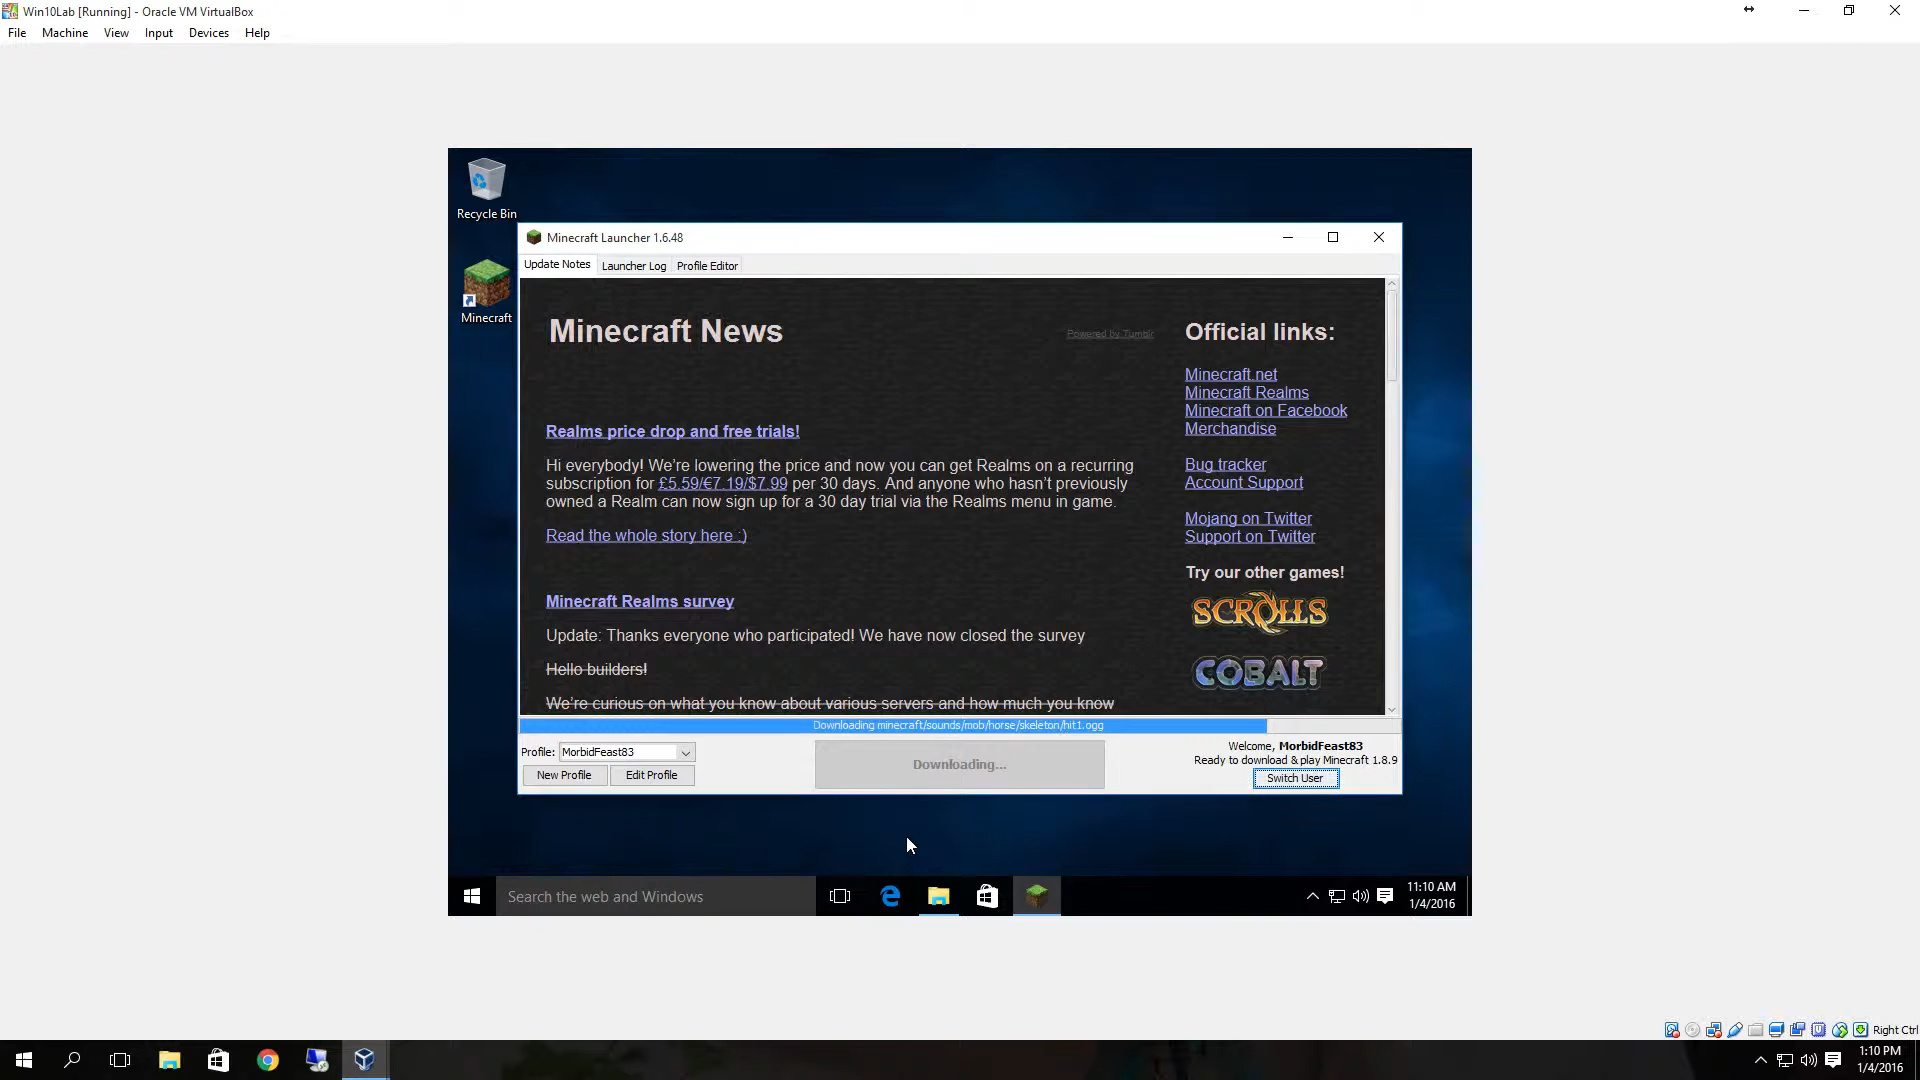 Win10Lab [Running] - Oracle VM VirtualBox
File Machine View Input Devices Help
Recycle Bin
Minecraft
Minecraft Launcher 1.6.48
Update Notes Launcher Log Profile Editor
Minecraft News
Powered by Tumblr
Realms price drop and free trials!
Hi everybody! We're lowering the price and now you can get Realms on a recurring
subscription for £5.59/€7.19/$7.99 per 30 days. And anyone who hasn't previously
owned a Realm can now sign up for a 30 day trial via the Realms menu in game.
Read the whole story here :)
Minecraft Realms survey
Update: Thanks everyone who participated! We have now closed the survey
Hello builders!
We're curious on what you know about various servers and how much you know
Official links:
Minecraft.net
Minecraft Realms
Minecraft on Facebook
Merchandise
Bug tracker
Account Support
Mojang on Twitter
Support on Twitter
Try our other games!
SCROLLS
COBALT
Downloading minecraft/sounds/mob/horse/skeleton/hit1.ogg
Profile: MorbidFeast83
New Profile Edit Profile
Downloading...
Welcome, MorbidFeast83
Ready to download & play Minecraft 1.8.9
Switch User
Search the web and Windows
11:10 AM
1/4/2016
Right Ctrl
1:10 PM
1/4/2016